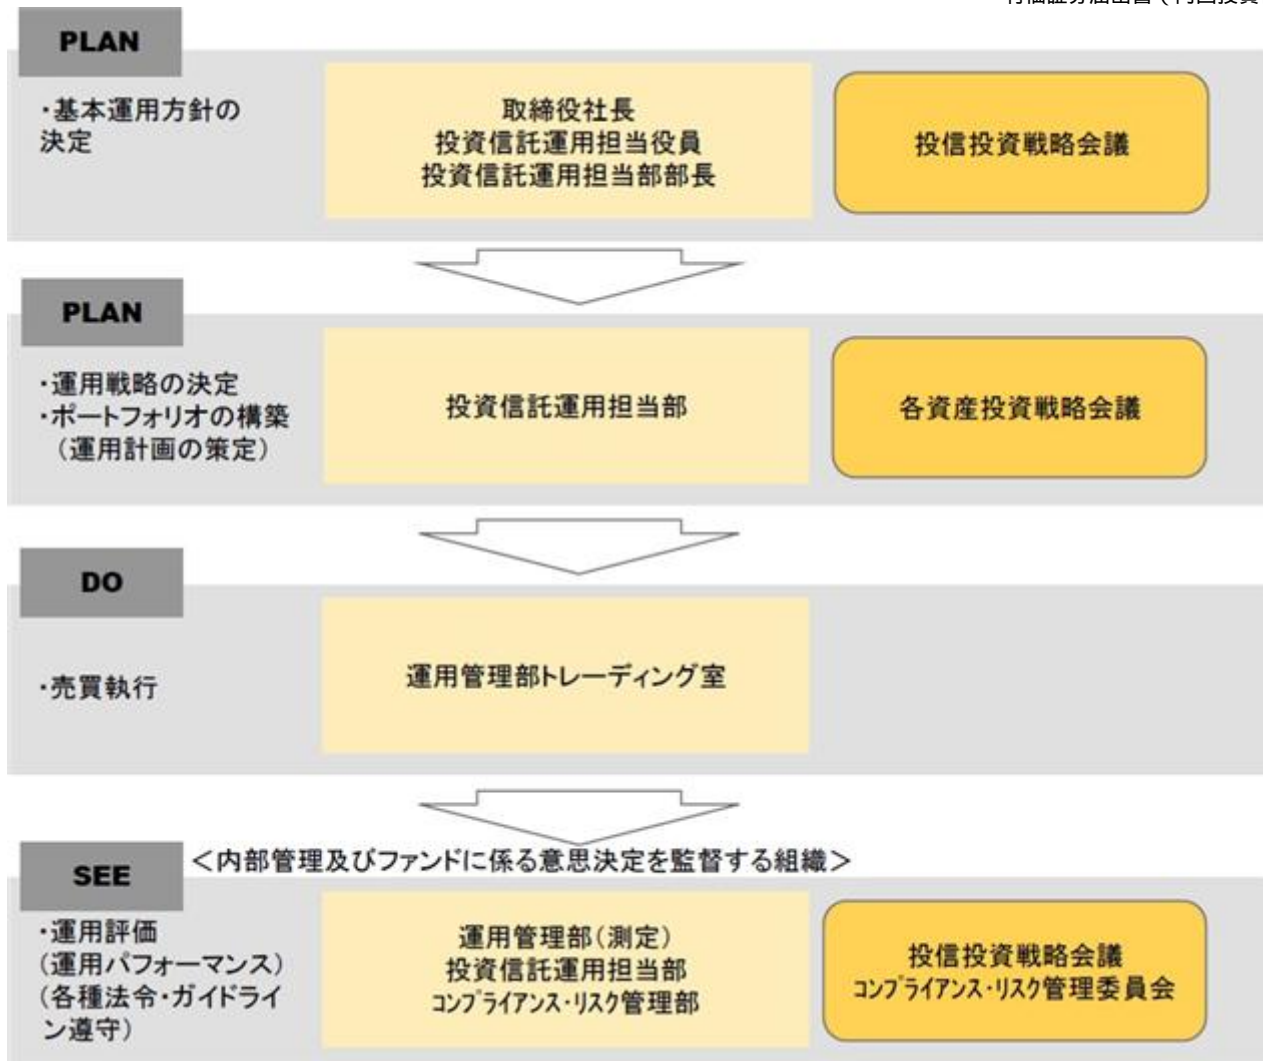 PLAN
・基本運用方針の
決定
取締役社長
投資信託運用担当役員
投資信託運用担当部部長
投信投資戦略会議
PLAN
・運用戦略の決定
・ポートフォリオの構築
（運用計画の策定）
投資信託運用担当部
各資産投資戦略会議
DO
・売買執行
運用管理部トレーディング室
SEE
＜内部管理及びファンドに係る意思決定を監督する組織＞
・運用評価
（運用パフォーマンス）
（各種法令・ガイドライ
ン遵守）
運用管理部（測定）
投資信託運用担当部
ｺﾝﾌﾟﾗｲｱﾝｽ・ﾘｽｸ管理部
投信投資戦略会議
ｺﾝﾌﾟﾗｲｱﾝｽ・ﾘｽｸ管理委員会